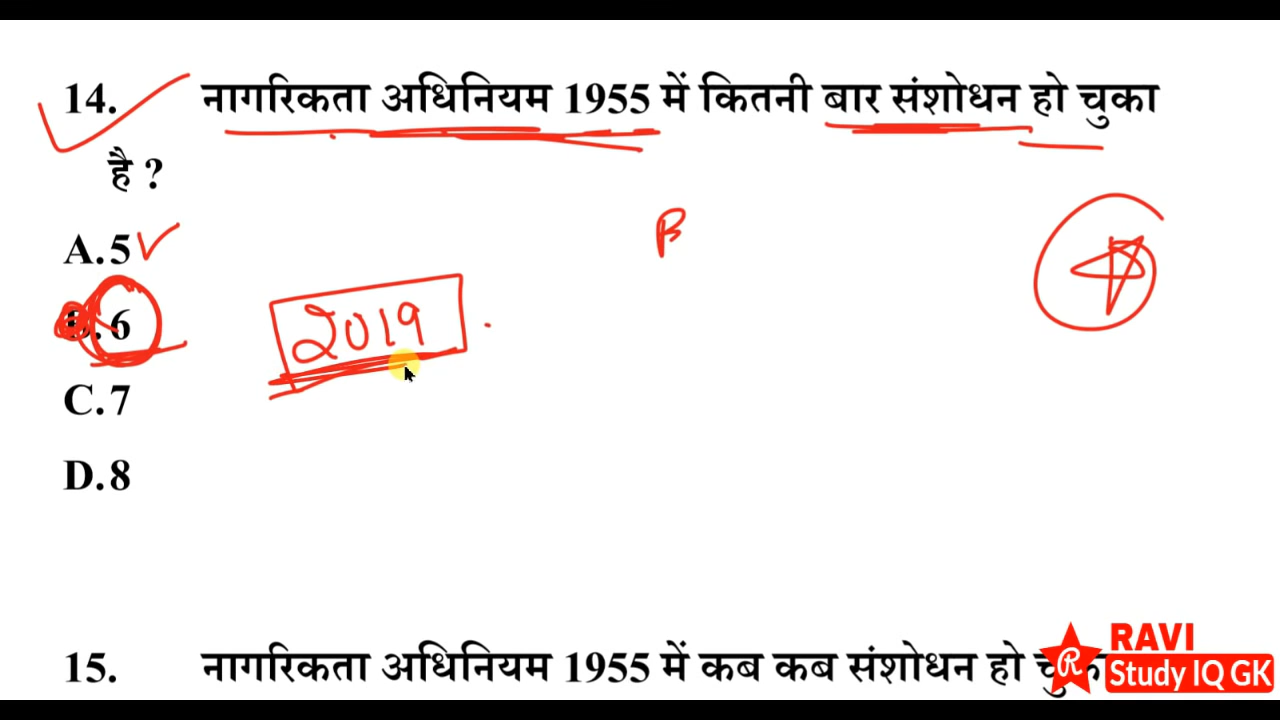 14. नागरिकता अधिनियम 1955 में कितनी बार संशोधन हो चुका
है ?
A.5
B
.6
2019
C.7
D.8
15. नागरिकता अधिनियम 1955 में कब कब संशोधन हो
RAVI
R Study IQ GK